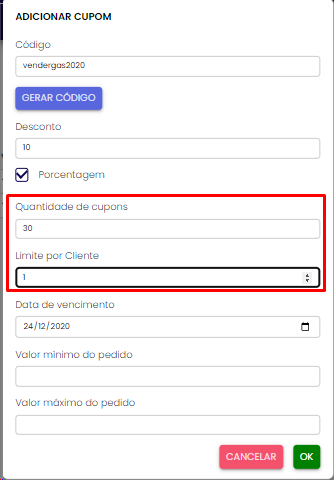 ADICIONAR CUPOM
Código
vendergas2020
GERAR CÓDIGO
Desconto
10
Porcentagem
Quantidade de cupons
30
Limite por Cliente
1
Data de vencimento
24/12/2020
Valor mínimo do pedido
Valor máximo do pedido
CANCELAR
OK